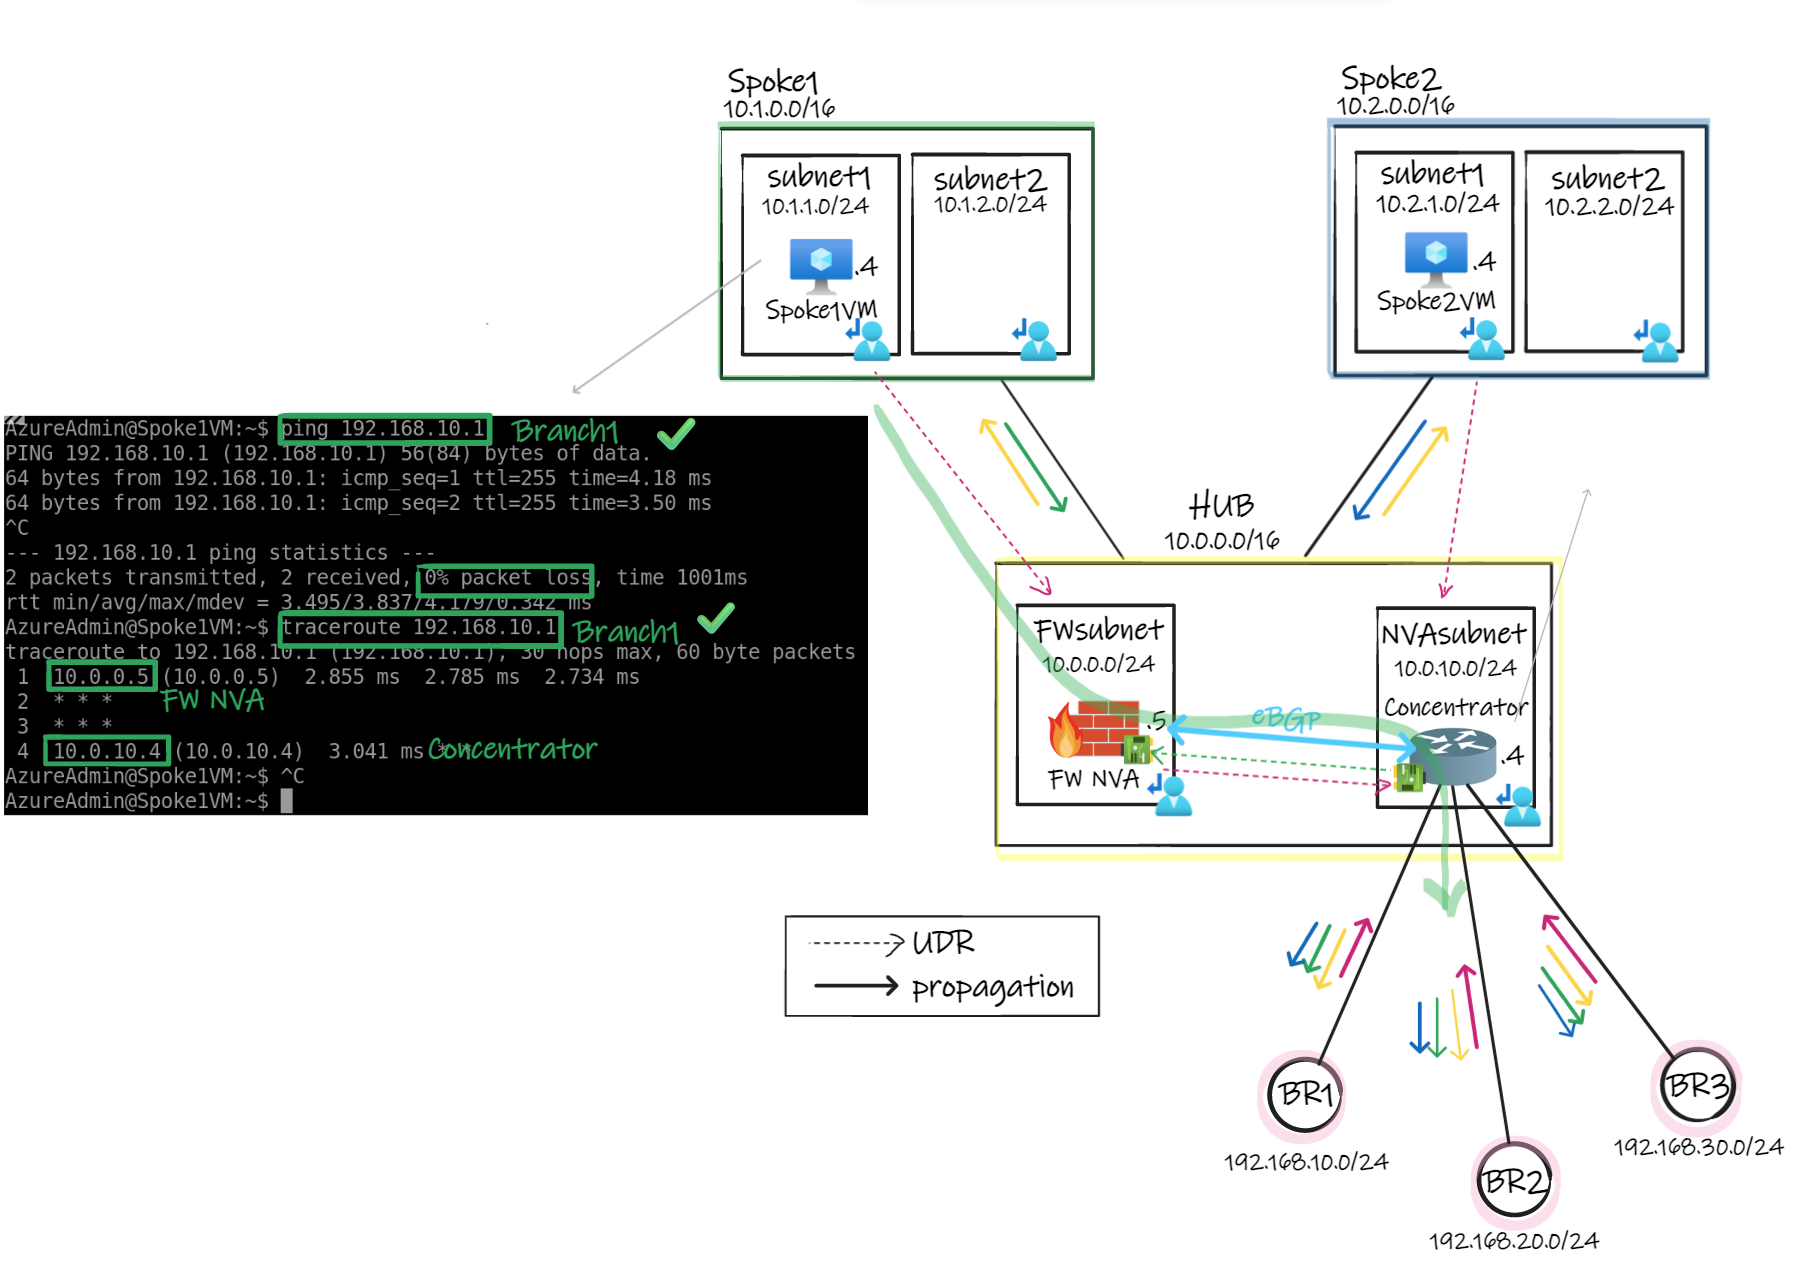 Spoke1
10.1.0.0/16
subnet1
10.1.1.0/24
.4
Spoke1VM
subnet2
10.1.2.0/24
Spoke2
10.2.0.0/16
subnet1
10.2.1.0/24
.4
Spoke2VM
subnet2
10.2.2.0/24
AzureAdmin@Spoke1VM:~$ ping 192.168.10.1 Branch1
PING 192.168.10.1 (192.168.10.1) 56(84) bytes of data.
64 bytes from 192.168.10.1: icmp_seq=1 ttl=255 time=4.18 ms
64 bytes from 192.168.10.1: icmp_seq=2 ttl=255 time=3.50 ms
^C
--- 192.168.10.1 ping statistics ---
2 packets transmitted, 2 received, 0% packet loss, time 1001ms
rtt min/avg/max/mdev = 3.495/3.837/4.179/0.342 ms
AzureAdmin@Spoke1VM:~$ traceroute 192.168.10.1 Branch1
traceroute to 192.168.10.1 (192.168.10.1), 30 hops max, 60 byte packets
1 10.0.0.5 (10.0.0.5) 2.855 ms 2.785 ms 2.734 ms
2 * * * FW NVA
3 * * *
4 10.0.10.4 (10.0.10.4) 3.041 ms * * Concentrator
AzureAdmin@Spoke1VM:~$ ^C
AzureAdmin@Spoke1VM:~$
HUB
10.0.0.0/16
FWsubnet
10.0.0.0/24
.5
FW NVA
eBGp
NVAsubnet
10.0.10.0/24
Concentrator
.4
UDR
propagation
BR1
192.168.10.0/24
BR2
192.168.20.0/24
BR3
192.168.30.0/24